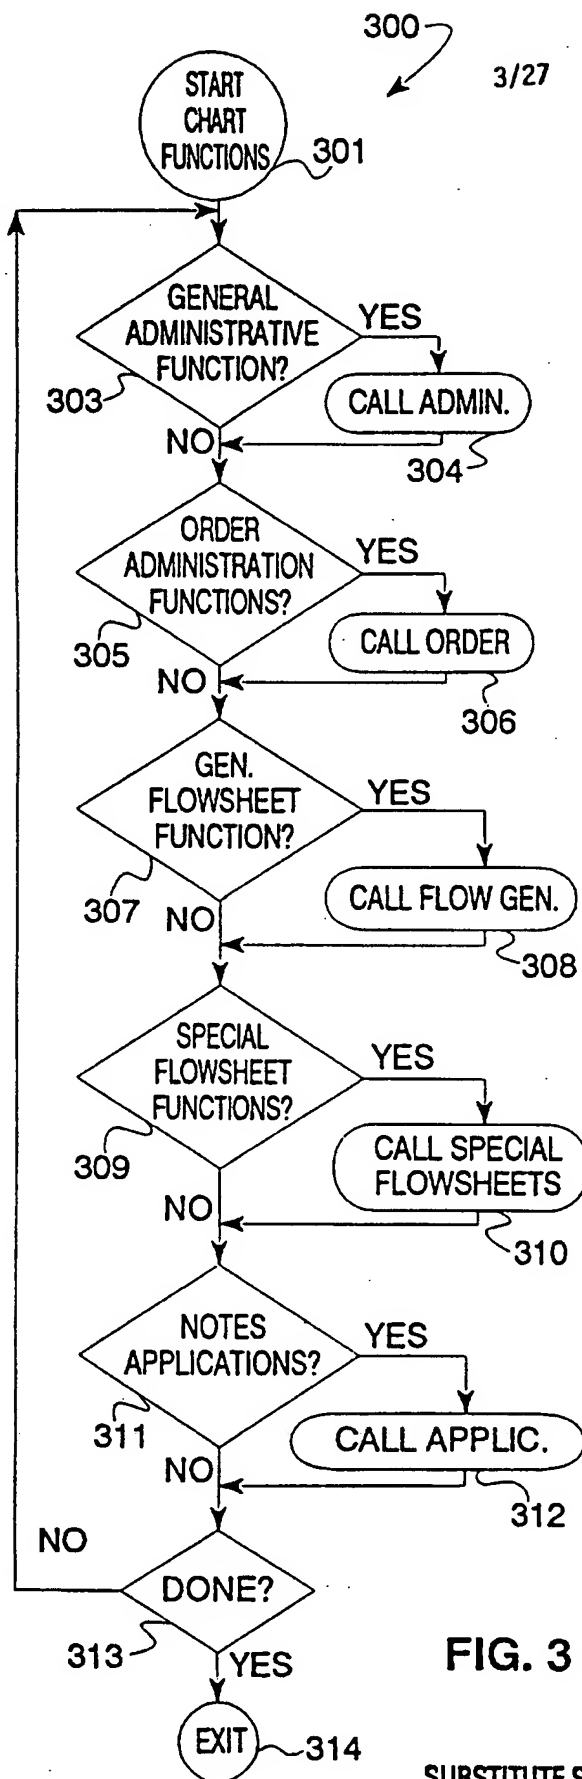 300
3/27
START
CHART
FUNCTIONS
301
GENERAL
ADMINISTRATIVE
FUNCTION?
YES
303
CALL ADMIN.
NO
304
ORDER
ADMINISTRATION
FUNCTIONS?
YES
305
CALL ORDER
NO
306
GEN.
FLOWSHEET
FUNCTION?
YES
307
CALL FLOW GEN.
NO
308
SPECIAL
FLOWSHEET
FUNCTIONS?
YES
309
CALL SPECIAL
FLOWSHEETS
NO
310
NOTES
APPLICATIONS?
YES
311
CALL APPLIC.
NO
312
NO
DONE?
313
YES
FIG. 3
EXIT
314
SUBSTITUTE